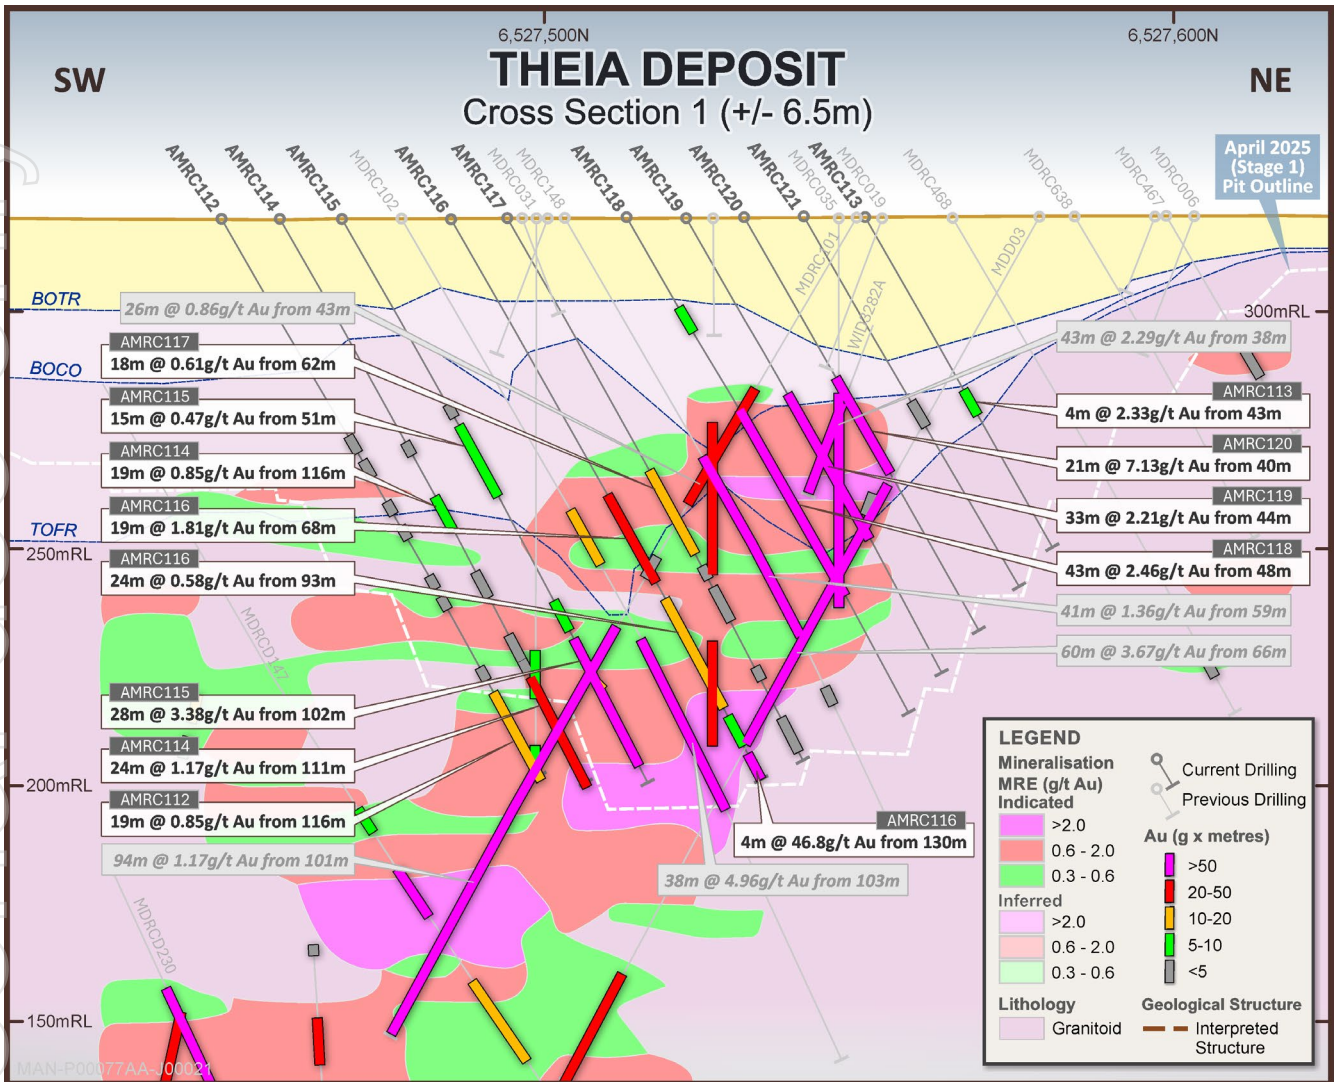 6,527,500N
6,527,600N
THEIA DEPOSIT
Cross Section 1 (+/- 6.5m)
SW
NE
April 2025
(Stage 1)
Pit Outline
AMRC112
AMRC114
AMRC115
MDRC102
AMRC116
AMRC117
MDRC031
MDRC148
AMRC118
AMRC119
AMRC120
AMRC121
MDRC035
AMRC113
MDRC019
MDRC468
MDRC638
MDRC467
MDRC006
MDRC101
WID3282A
MDD03
BOTR
300mRL
26m @ 0.86g/t Au from 43m
43m @ 2.29g/t Au from 38m
AMRC117
18m @ 0.61g/t Au from 62m
BOCO
AMRC115
15m @ 0.47g/t Au from 51m
AMRC113
4m @ 2.33g/t Au from 43m
AMRC114
19m @ 0.85g/t Au from 116m
AMRC120
21m @ 7.13g/t Au from 40m
AMRC116
19m @ 1.81g/t Au from 68m
AMRC119
33m @ 2.21g/t Au from 44m
TOFR
250mRL
AMRC116
24m @ 0.58g/t Au from 93m
AMRC118
43m @ 2.46g/t Au from 48m
41m @ 1.36g/t Au from 59m
60m @ 3.67g/t Au from 66m
MDRCD147
AMRC115
28m @ 3.38g/t Au from 102m
AMRC114
24m @ 1.17g/t Au from 111m
200mRL
AMRC112
19m @ 0.85g/t Au from 116m
AMRC116
4m @ 46.8g/t Au from 130m
94m @ 1.17g/t Au from 101m
38m @ 4.96g/t Au from 103m
MDRCD230
150mRL
MAN-P00077AA-J00021
LEGEND
Mineralisation
MRE (g/t Au)
Indicated
>2.0
0.6 - 2.0
0.3 - 0.6
Inferred
>2.0
0.6 - 2.0
0.3 - 0.6
Lithology
Granitoid
Current Drilling
Previous Drilling
Au (g x metres)
>50
20-50
10-20
5-10
<5
Geological Structure
Interpreted
Structure